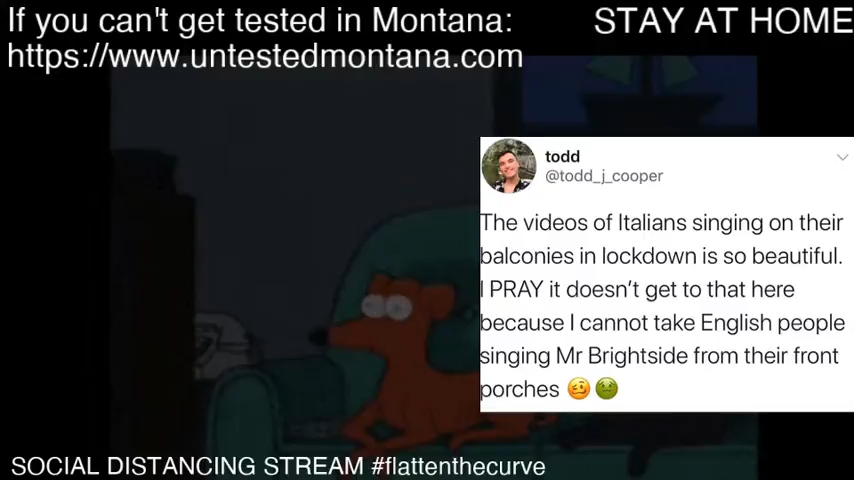 If you can't get tested in Montana:
https://www.untestedmontana.com
STAY AT HOME
todd
@todd_j_cooper
The videos of Italians singing on their
balconies in lockdown is so beautiful.
I PRAY it doesn’t get to that here
because I cannot take English people
singing Mr Brightside from their front
porches 🥴🤢
SOCIAL DISTANCING STREAM #flattenthecurve